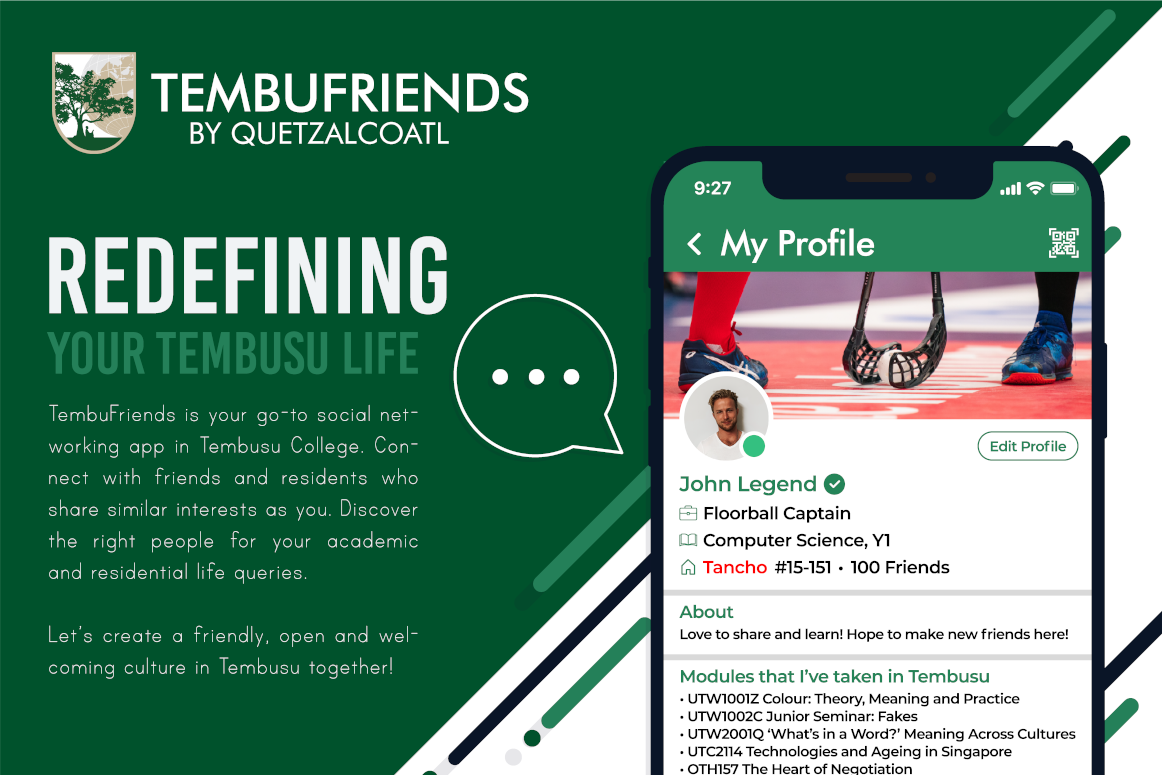 TEMBUFRIENDS
BY QUETZALCOATL
REDEFINING
YOUR TEMBUSU LIFE
TembuFriends is your go-to social net-
working app in Tembusu College. Con-
nect with friends and residents who
share similar interests as you. Discover
the right people for your academic
and residential life queries.
Let's create a friendly, open and wel-
coming culture in Tembusu together!
9:27
My Profile
Edit Profile
John Legend
Floorball Captain
Computer Science, Y1
Tancho #15-151 • 100 Friends
About
Love to share and learn! Hope to make new friends here!
Modules that I've taken in Tembusu
• UTW1001Z Colour: Theory, Meaning and Practice
• UTW1002C Junior Seminar: Fakes
• UTW2001Q ‘What's in a Word?’ Meaning Across Cultures
• UTC2114 Technologies and Ageing in Singapore
• OTH157 The Heart of Negotiation